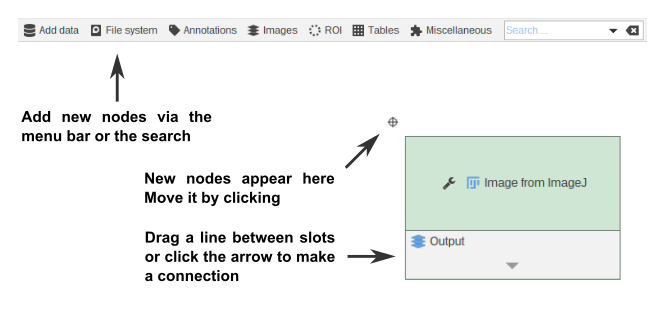 Add data File system Annotations Images ROI Tables Miscellaneous Search ...
Add new nodes via the
menu bar or the search
New nodes appear here
Move it by clicking
Image from ImageJ
Drag a line between slots
or click the arrow to make
a connection
Output